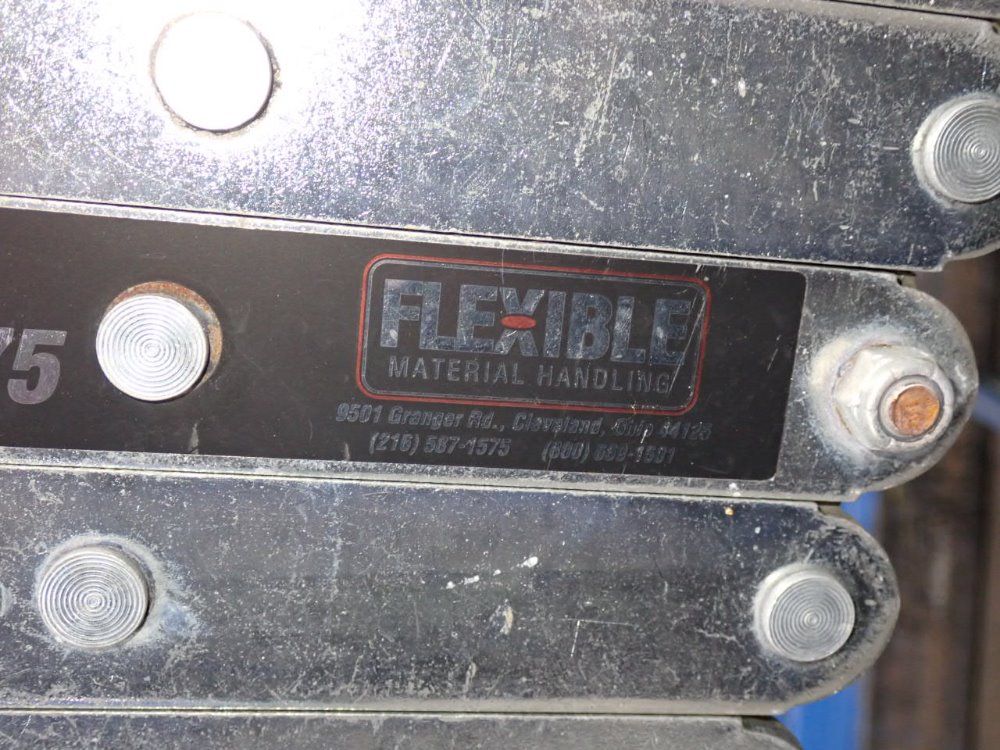 75
FLEXIBLE
MATERIAL HANDLING
9501 Granger Rd., Cleveland, Ohio 44125
(216) 587-1575